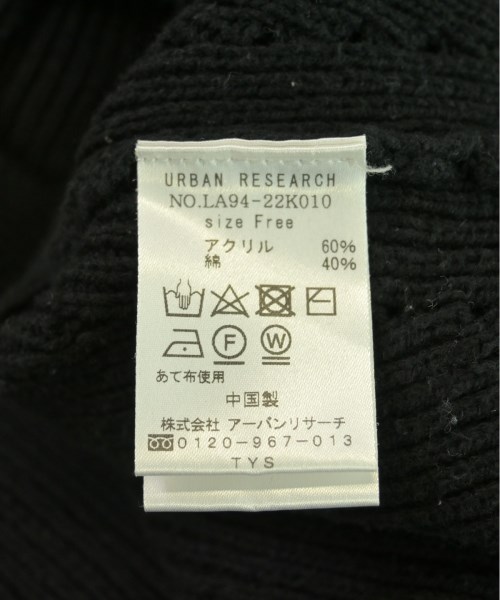 URBAN RESEARCH
NO.LA94-22K010
size Free
アクリル 60%
綿 40%
F W
あて布使用
中国製
株式会社 アーバンリサーチ
0120-967-013
TYS